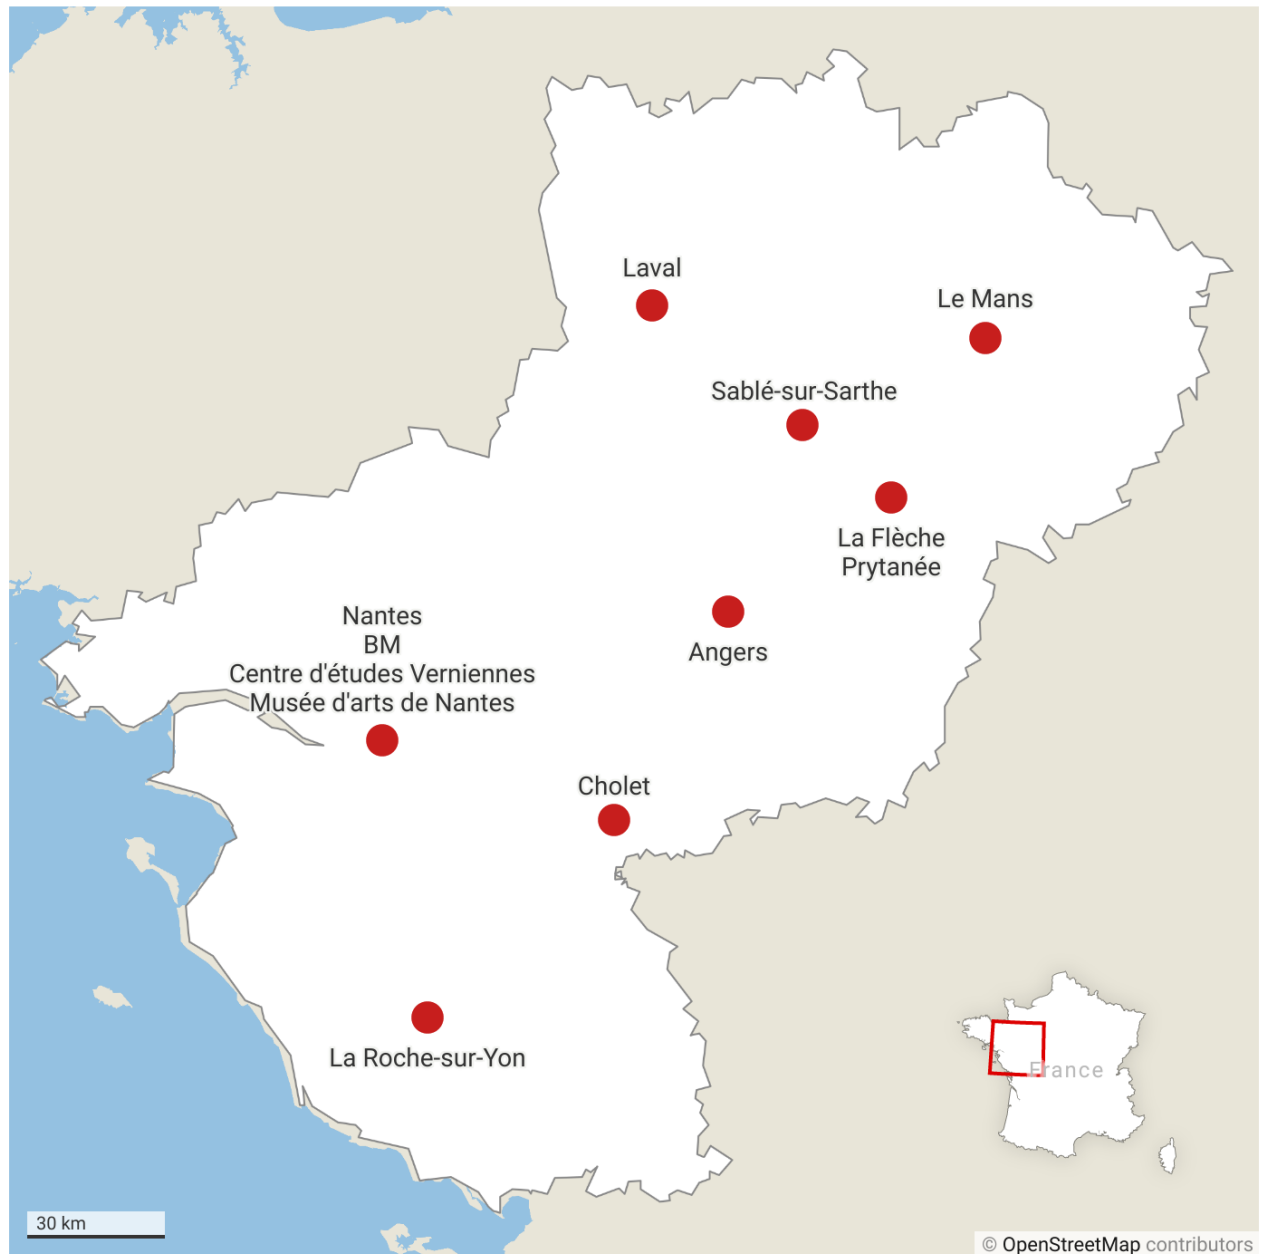 Laval
Le Mans
Sablé-sur-Sarthe
La Flèche
Prytanée
Nantes
BM
Centre d'études Verniennes
Musée d'arts de Nantes
Angers
Cholet
La Roche-sur-Yon
France
30 km
© OpenStreetMap contributors